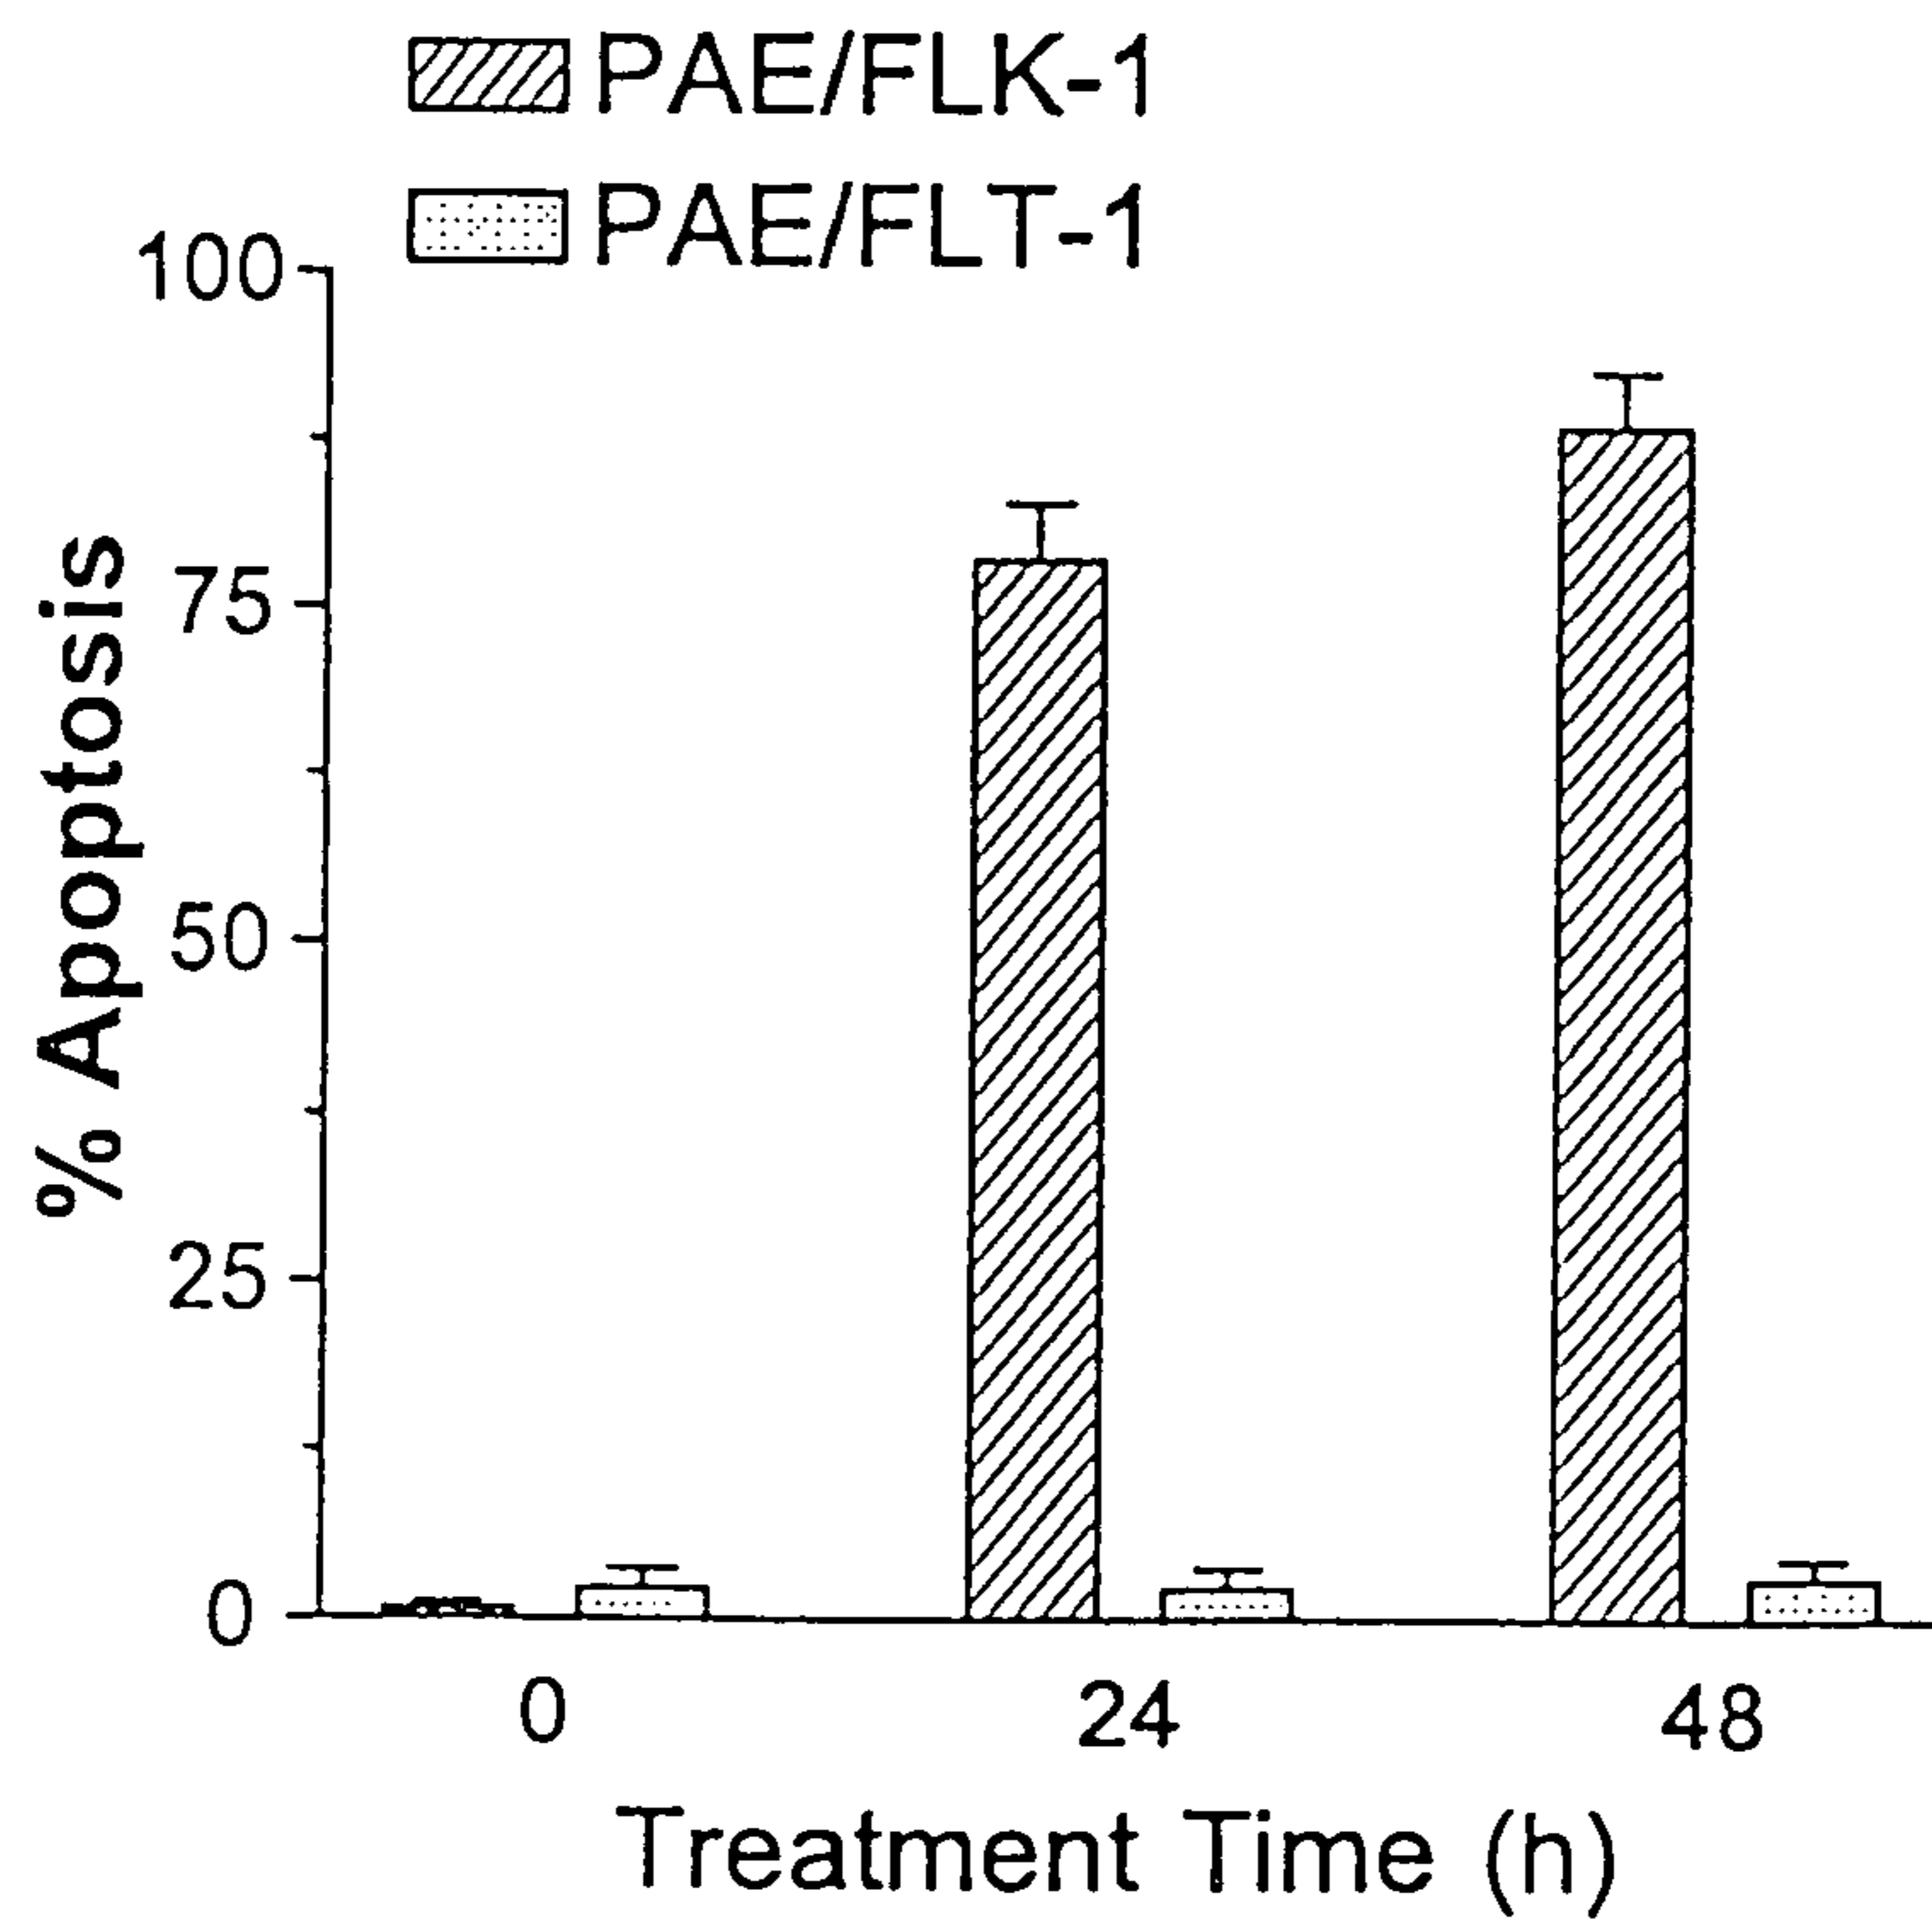 PAE/FLK-1
PAE/FLT-1
100
75
50
25
0
% Apoptosis
0 24 48
Treatment Time (h)